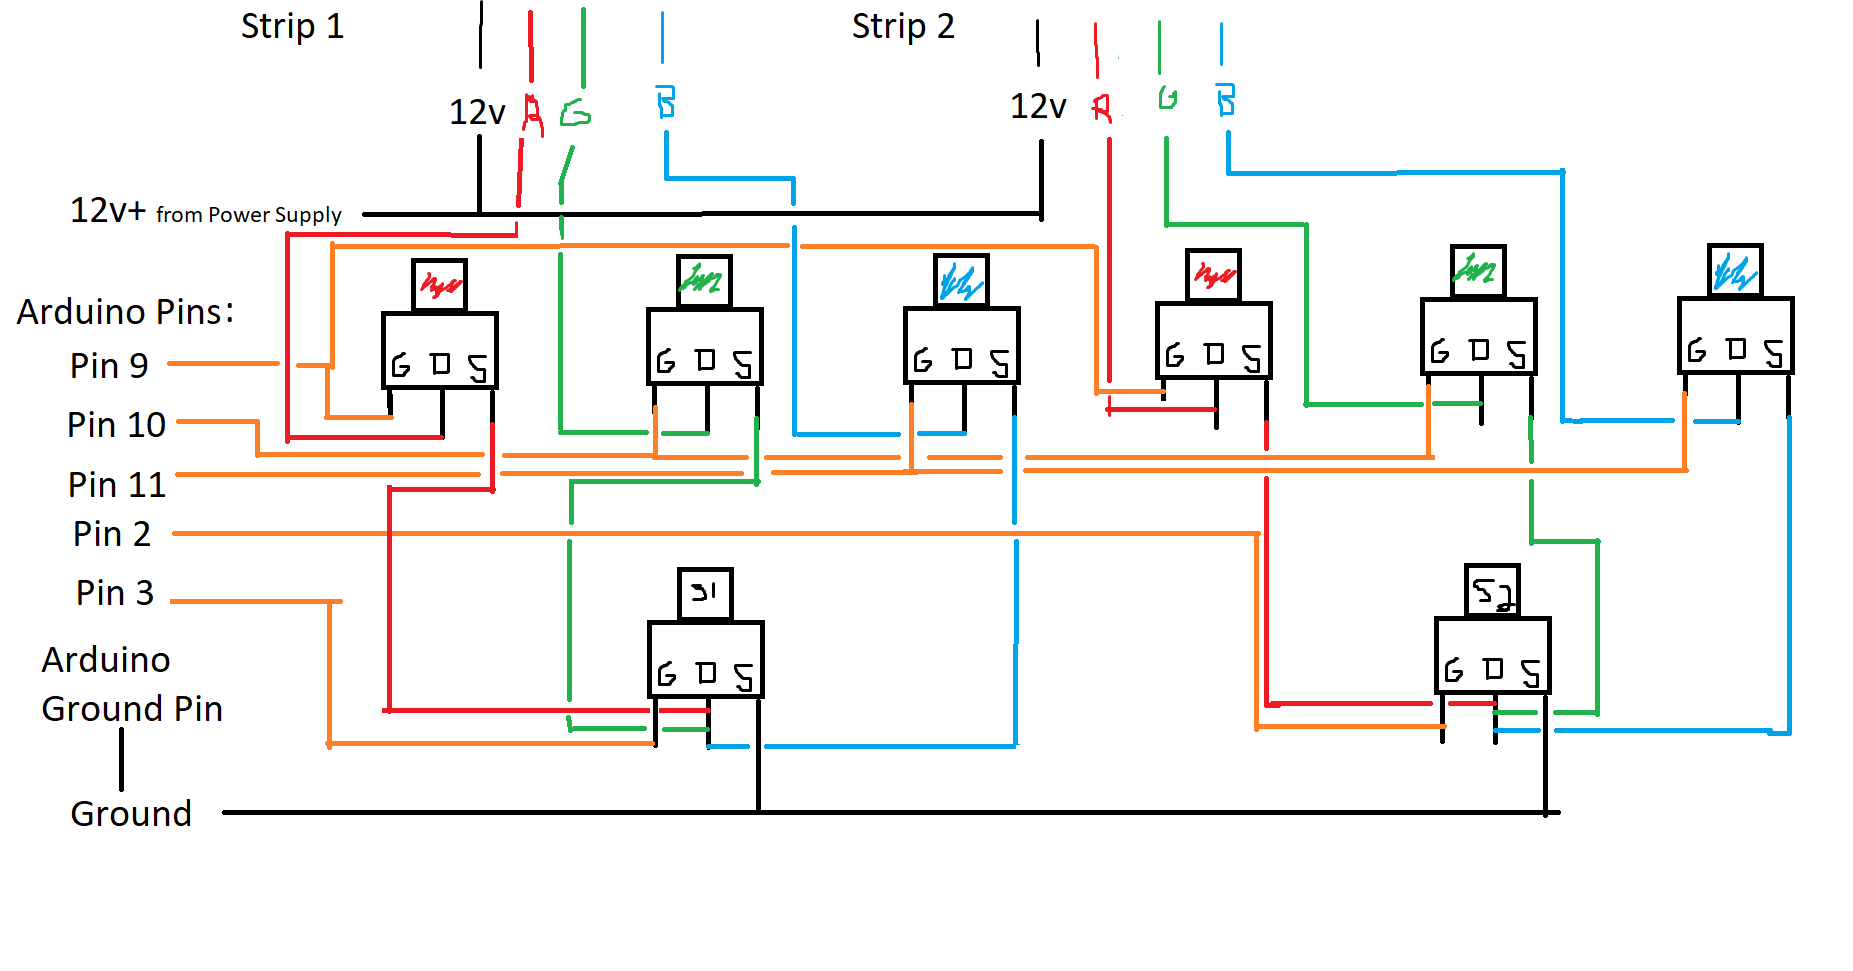 Strip 1
Strip 2
12v R G B
12v R G B
12v+ from Power Supply
Arduino Pins:
Pin 9
G D S
G D S
G D S
G D S
G D S
G D S
Pin 10
Pin 11
Pin 2
Pin 3
S1
S2
G D S
G D S
Arduino
Ground Pin
Ground